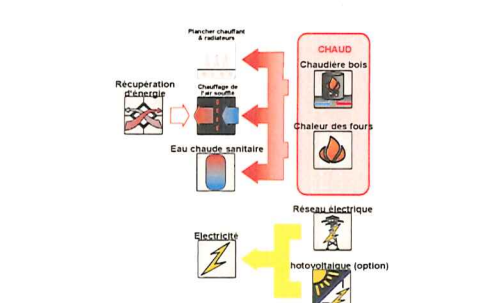 Plancher chauffant
& radiateurs
CHAUD
Chaudière bois
Récupération
d'énergie
Chauffage de
l'air soufflé
Chaleur des fours
Eau chaude sanitaire
Réseau électrique
Electricité
hotovoltaique (option)